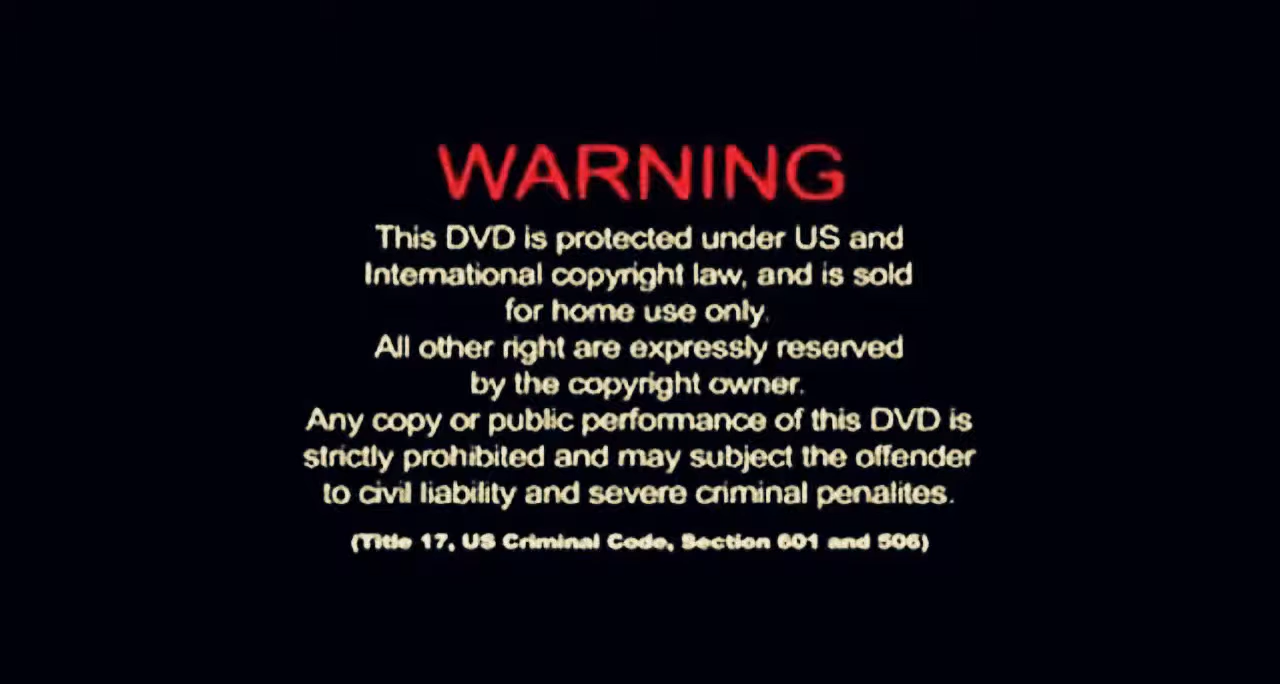 WARNING
This DVD is protected under US and
International copyright law, and is sold
for home use only.
All other right are expressly reserved
by the copyright owner.
Any copy or public performance of this DVD is
strictly prohibited and may subject the offender
to civil liability and severe criminal penalites.
(Title 17, US Criminal Code, Section 601 and 506)